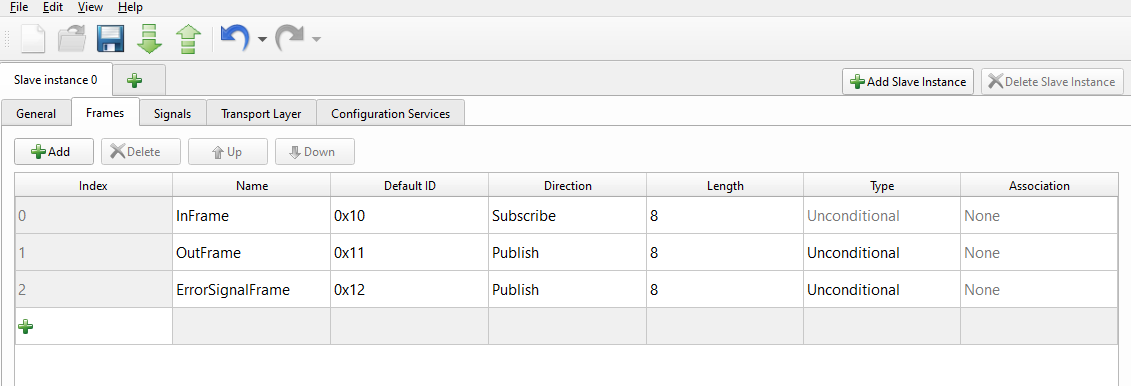 File Edit View Help
Slave instance 0
Add Slave Instance Delete Slave Instance
General Frames Signals Transport Layer Configuration Services
Add Delete Up Down
Index Name Default ID Direction Length Type Association
0 InFrame 0x10 Subscribe 8 Unconditional None
1 OutFrame 0x11 Publish 8 Unconditional None
2 ErrorSignalFrame 0x12 Publish 8 Unconditional None